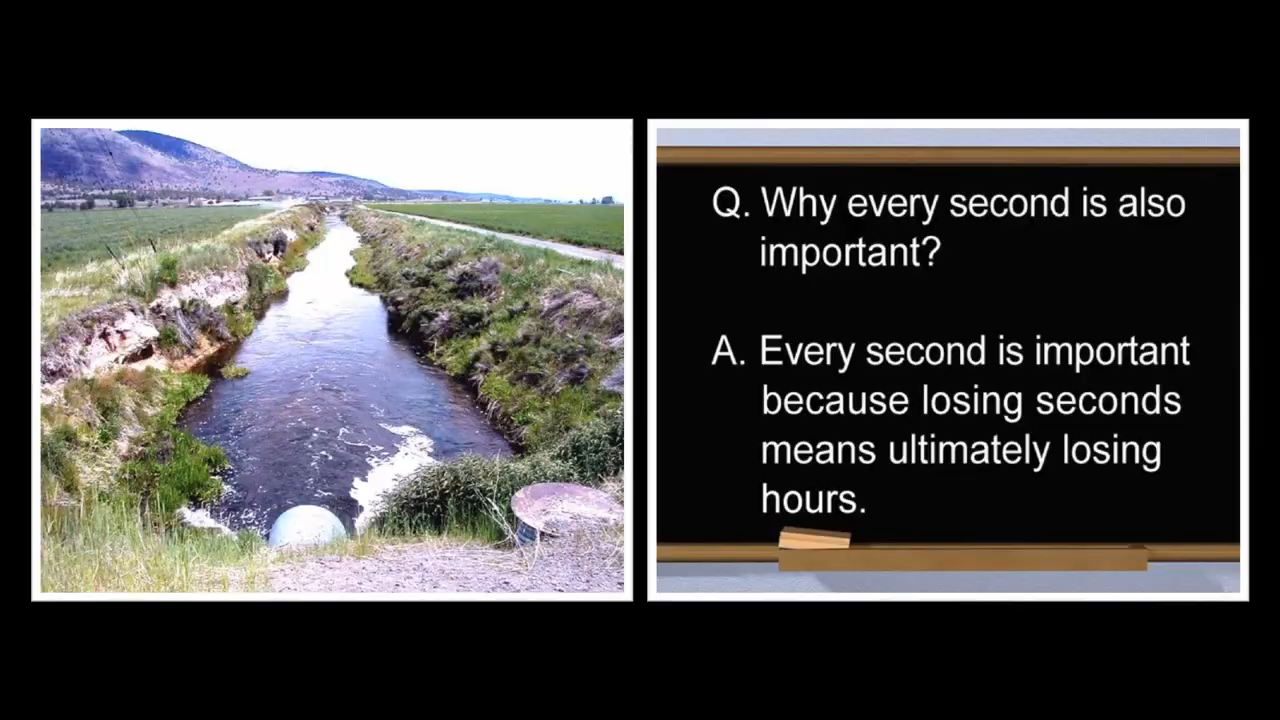 Q. Why every second is also
important?
A. Every second is important
because losing seconds
means ultimately losing
hours.